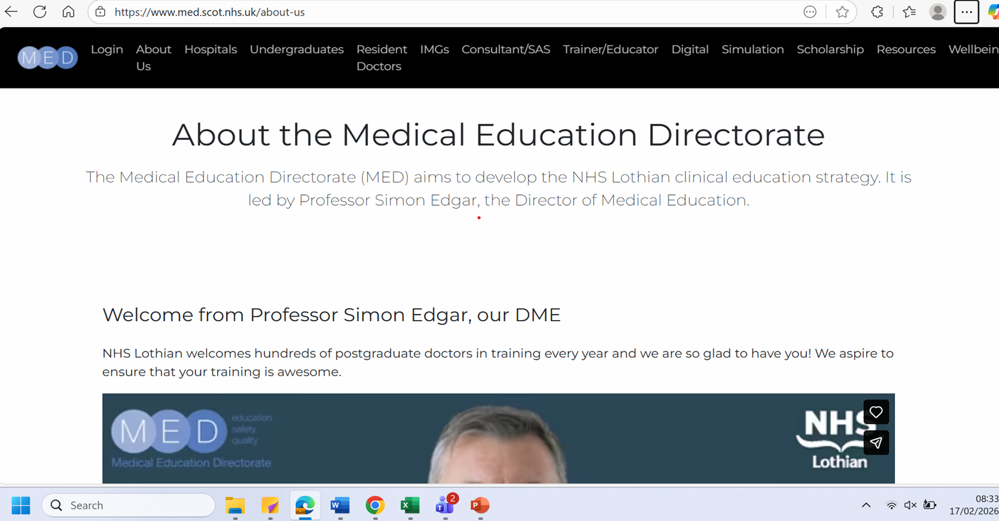 https://www.med.scot.nhs.uk/about-us
MED
Login
About Us
Hospitals
Undergraduates
Resident Doctors
IMGs
Consultant/SAS
Trainer/Educator
Digital
Simulation
Scholarship
Resources
Wellbein
About the Medical Education Directorate
The Medical Education Directorate (MED) aims to develop the NHS Lothian clinical education strategy. It is
led by Professor Simon Edgar, the Director of Medical Education.
Welcome from Professor Simon Edgar, our DME
NHS Lothian welcomes hundreds of postgraduate doctors in training every year and we are so glad to have you! We aspire to
ensure that your training is awesome.
MED
education
safety
quality
Medical Education Directorate
NHS
Lothian
Search
W
X
T
2
P
08:33
17/02/2026